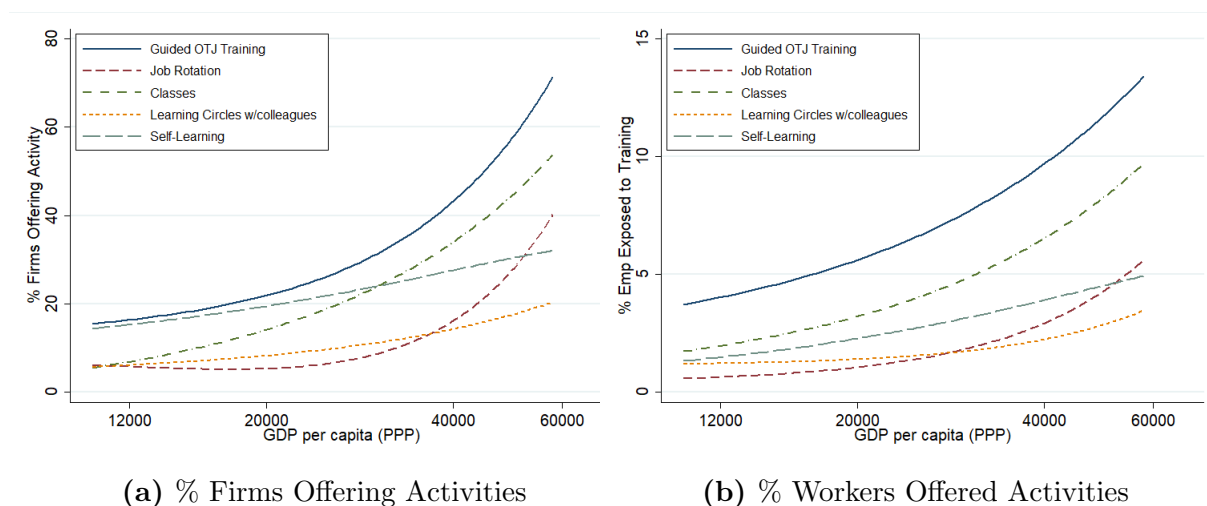 80
60
40
20
0
% Firms Offering Activity
Guided OTJ Training
Job Rotation
Classes
Learning Circles w/colleagues
Self-Learning
12000 20000 40000 60000
GDP per capita (PPP)
(a) % Firms Offering Activities
15
10
5
0
% Emp Exposed to Training
Guided OTJ Training
Job Rotation
Classes
Learning Circles w/colleagues
Self-Learning
12000 20000 40000 60000
GDP per capita (PPP)
(b) % Workers Offered Activities